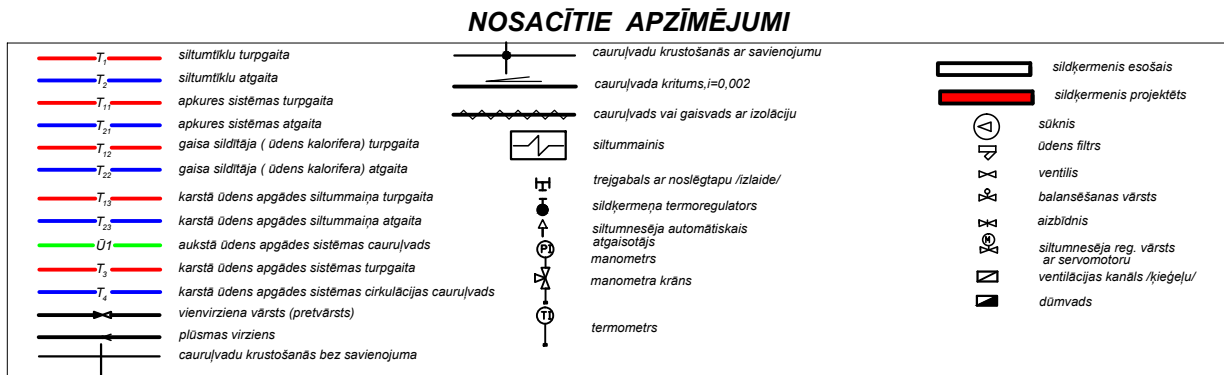 NOSACĪTIE APZĪMĒJUMI
T1 siltumtīklu turpgaita
T2 siltumtīklu atgaita
T11 apkures sistēmas turpgaita
T21 apkures sistēmas atgaita
T12 gaisa sildītāja ( ūdens kalorifera) turpgaita
T22 gaisa sildītāja ( ūdens kalorifera) atgaita
T13 karstā ūdens apgādes siltummaiņa turpgaita
T23 karstā ūdens apgādes siltummaiņa atgaita
Ū1 aukstā ūdens apgādes sistēmas cauruļvads
T3 karstā ūdens apgādes sistēmas turpgaita
T4 karstā ūdens apgādes sistēmas cirkulācijas cauruļvads
vienvirziena vārsts (pretvārsts)
plūsmas virziens
cauruļvadu krustošanās bez savienojuma
cauruļvadu krustošanās ar savienojumu
cauruļvada kritums,i=0,002
cauruļvads vai gaisvads ar izolāciju
siltummainis
trejgabals ar noslēgtapu /izlaide/
sildķermeņa termoregulators
siltumnesēja automātiskais
atgaisotājs
PI manometrs
manometra krāns
TI termometrs
sildķermenis esošais
sildķermenis projektēts
sūknis
ūdens filtrs
ventilis
balansēšanas vārsts
aizbīdnis
M siltumnesēja reg. vārsts
ar servomotoru
ventilācijas kanāls /ķieģeļu/
dūmvads